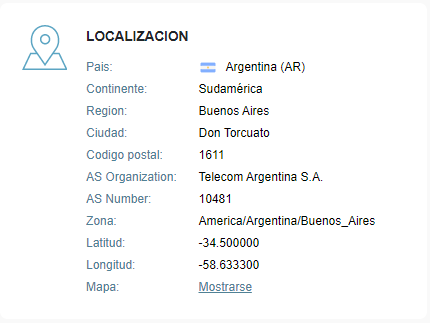 LOCALIZACION
Pais: Argentina (AR)
Continente: Sudamérica
Region: Buenos Aires
Ciudad: Don Torcuato
Codigo postal: 1611
AS Organization: Telecom Argentina S.A.
AS Number: 10481
Zona: America/Argentina/Buenos_Aires
Latitud: -34.500000
Longitud: -58.633300
Mapa: Mostrarse